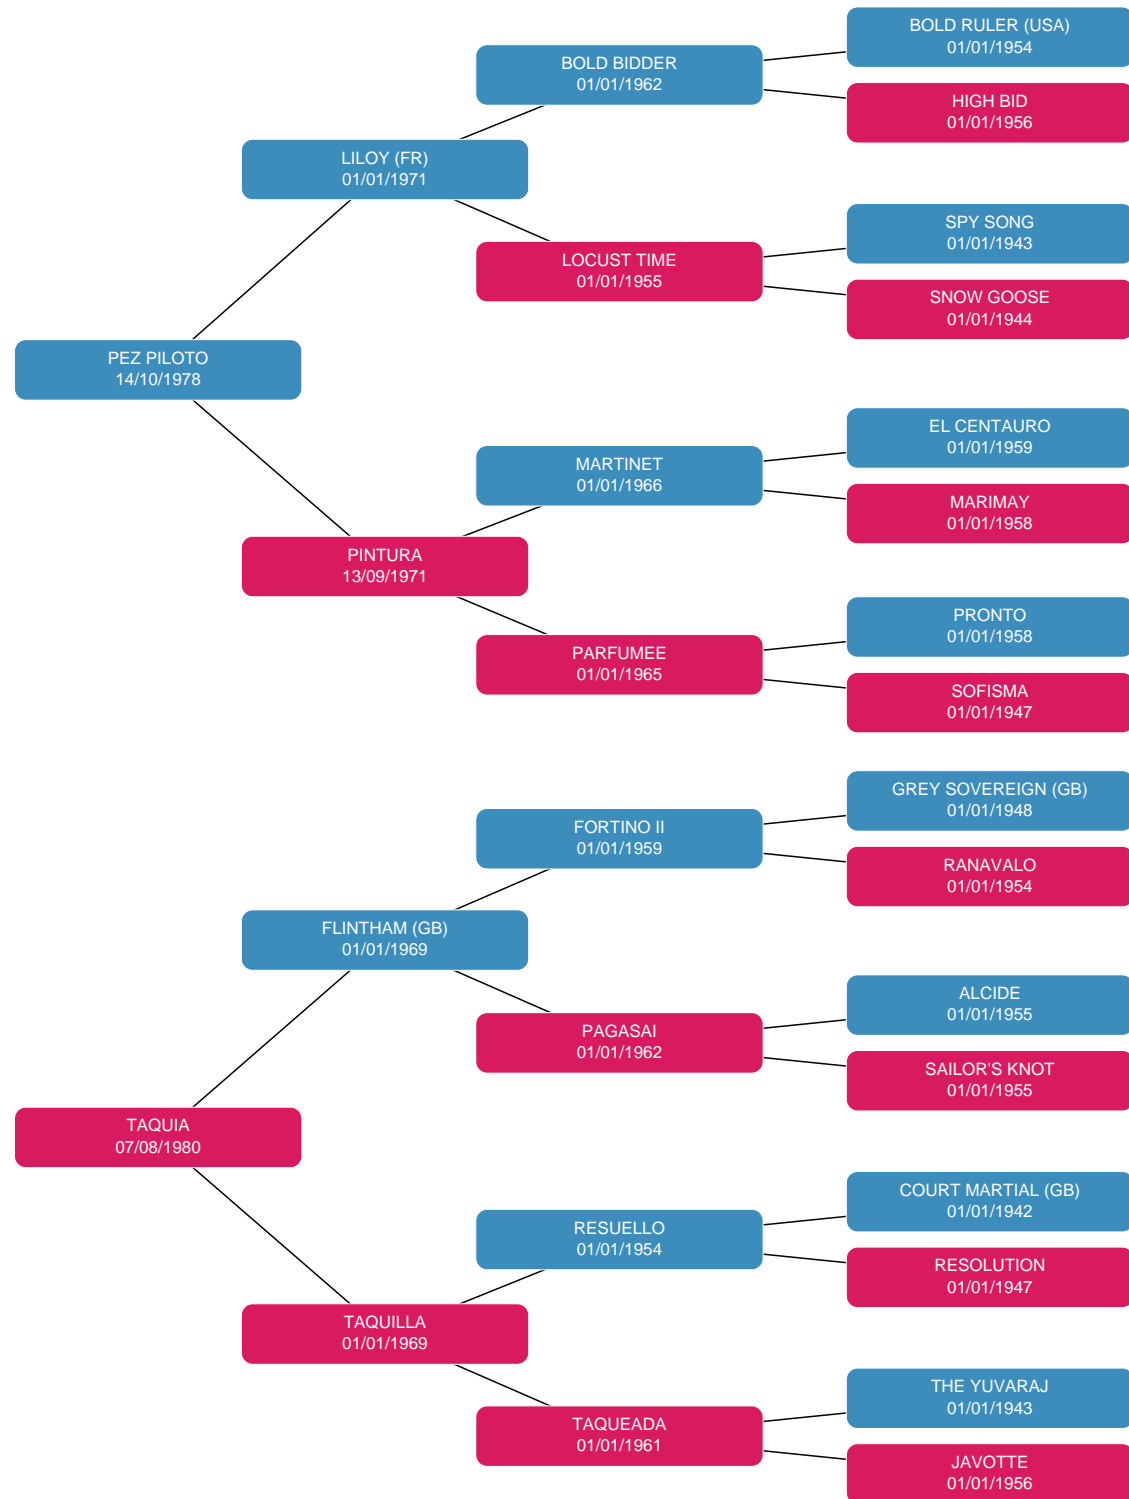 BOLD RULER (USA)
01/01/1954
BOLD BIDDER
01/01/1962
HIGH BID
01/01/1956
LILOY (FR)
01/01/1971
SPY SONG
01/01/1943
LOCUST TIME
01/01/1955
SNOW GOOSE
01/01/1944
PEZ PILOTO
14/10/1978
EL CENTAURO
01/01/1959
MARTINET
01/01/1966
MARIMAY
01/01/1958
PINTURA
13/09/1971
PRONTO
01/01/1958
PARFUMEE
01/01/1965
SOFISMA
01/01/1947
GREY SOVEREIGN (GB)
01/01/1948
FORTINO II
01/01/1959
RANAVALO
01/01/1954
FLINTHAM (GB)
01/01/1969
ALCIDE
01/01/1955
PAGASAI
01/01/1962
SAILOR'S KNOT
01/01/1955
TAQUIA
07/08/1980
COURT MARTIAL (GB)
01/01/1942
RESUELLO
01/01/1954
RESOLUTION
01/01/1947
TAQUILLA
01/01/1969
THE YUVARAJ
01/01/1943
TAQUEADA
01/01/1961
JAVOTTE
01/01/1956